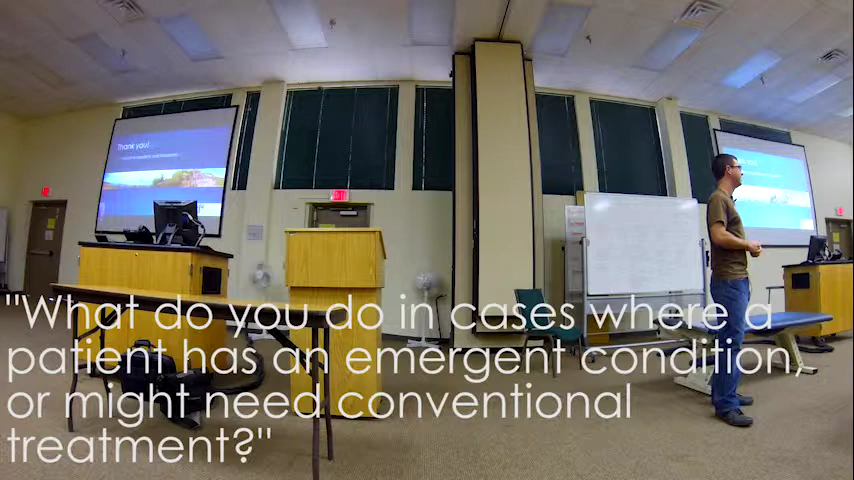 Thank you!
"What do you do in cases where a
patient has an emergent condition,
or might need conventional
treatment?"